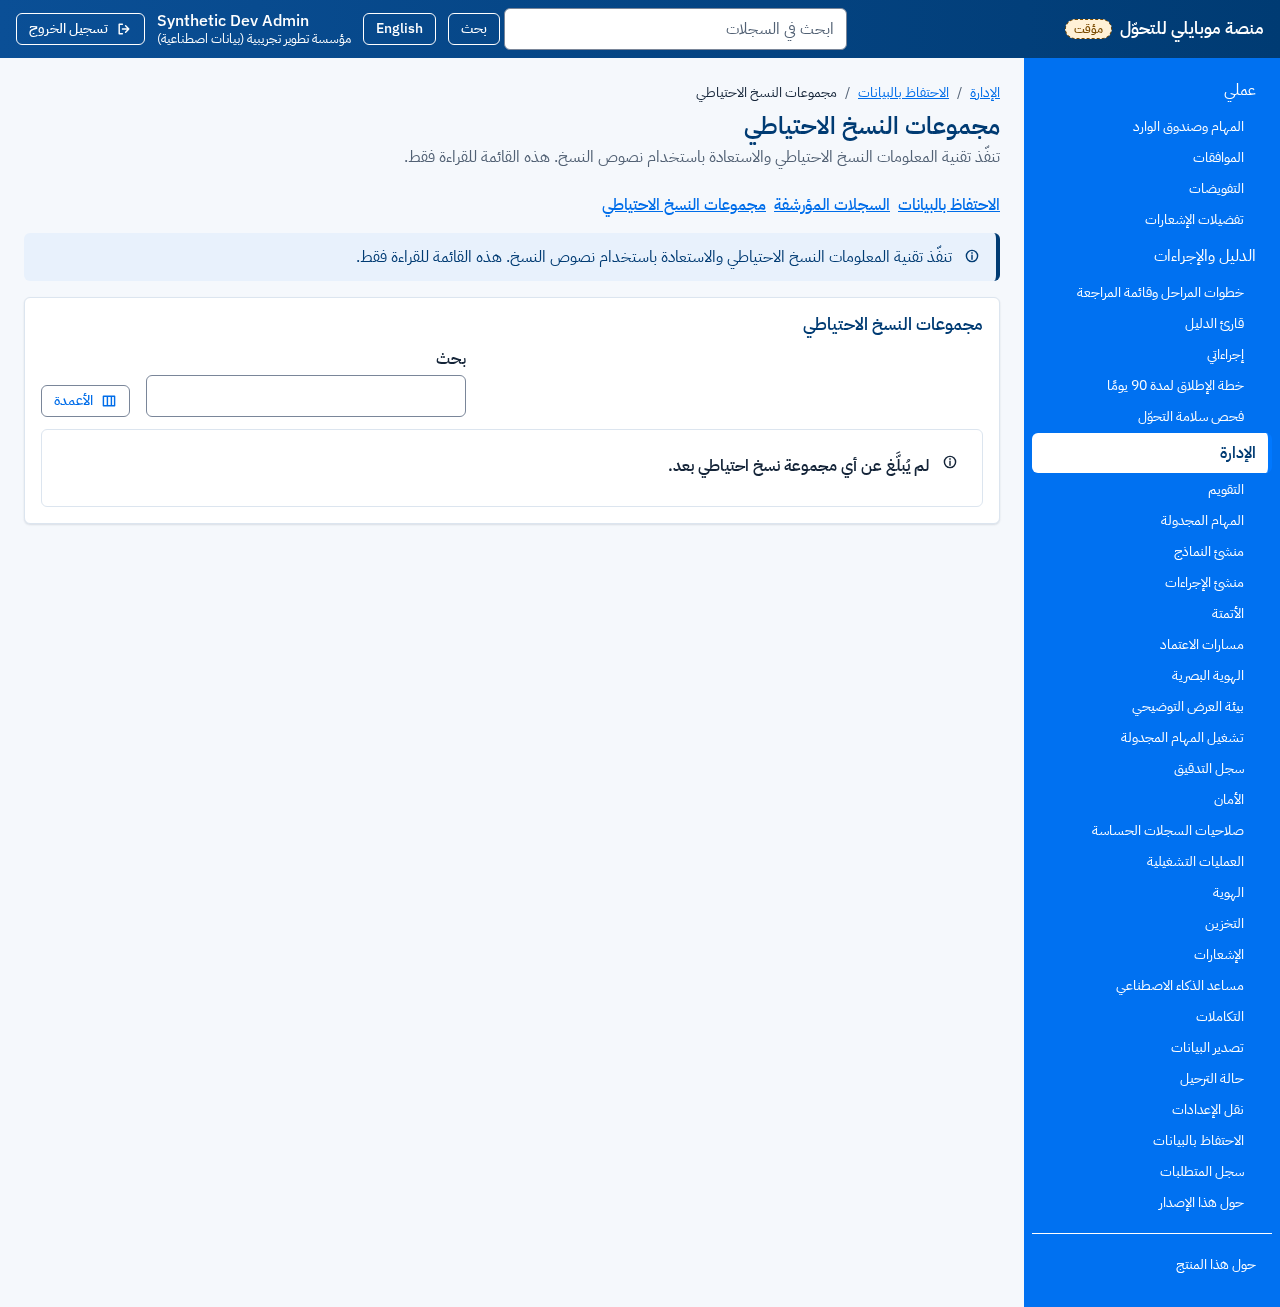 منصة موبايلي للتحوّل
مؤقت
ابحث في السجلات
بحث
English
Synthetic Dev Admin
مؤسسة تطوير تجريبية (بيانات اصطناعية)
تسجيل الخروج
عملي
المهام وصندوق الوارد
الموافقات
التفويضات
تفضيلات الإشعارات
الدليل والإجراءات
خطوات المراحل وقائمة المراجعة
قارئ الدليل
إجراءاتي
خطة الإطلاق لمدة 90 يومًا
فحص سلامة التحوّل
الإدارة
التقويم
المهام المجدولة
منشئ النماذج
منشئ الإجراءات
الأتمتة
مسارات الاعتماد
الهوية البصرية
بيئة العرض التوضيحي
تشغيل المهام المجدولة
سجل التدقيق
الأمان
صلاحيات السجلات الحساسة
العمليات التشغيلية
الهوية
التخزين
الإشعارات
مساعد الذكاء الاصطناعي
التكاملات
تصدير البيانات
حالة الترحيل
نقل الإعدادات
الاحتفاظ بالبيانات
سجل المتطلبات
حول هذا الإصدار
حول هذا المنتج
الإدارة / الاحتفاظ بالبيانات / مجموعات النسخ الاحتياطي
مجموعات النسخ الاحتياطي
تنفّذ تقنية المعلومات النسخ الاحتياطي والاستعادة باستخدام نصوص النسخ. هذه القائمة للقراءة فقط.
الاحتفاظ بالبيانات السجلات المؤرشفة مجموعات النسخ الاحتياطي
تنفّذ تقنية المعلومات النسخ الاحتياطي والاستعادة باستخدام نصوص النسخ. هذه القائمة للقراءة فقط.
مجموعات النسخ الاحتياطي
بحث
الأعمدة
لم يُبلَّغ عن أي مجموعة نسخ احتياطي بعد.